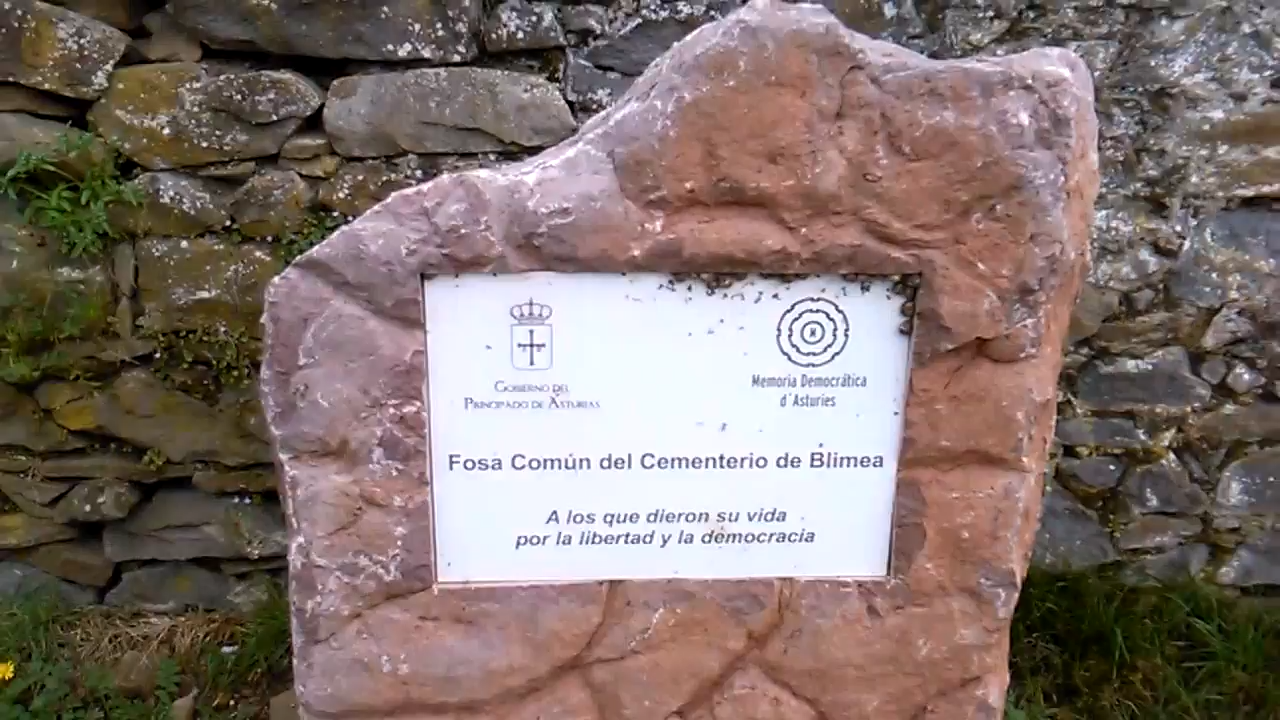 GOBIERNO DEL
PRINCIPADO DE ASTURIAS
Memoria Democrática
d'Asturies
Fosa Común del Cementerio de Blimea
A los que dieron su vida
por la libertad y la democracia